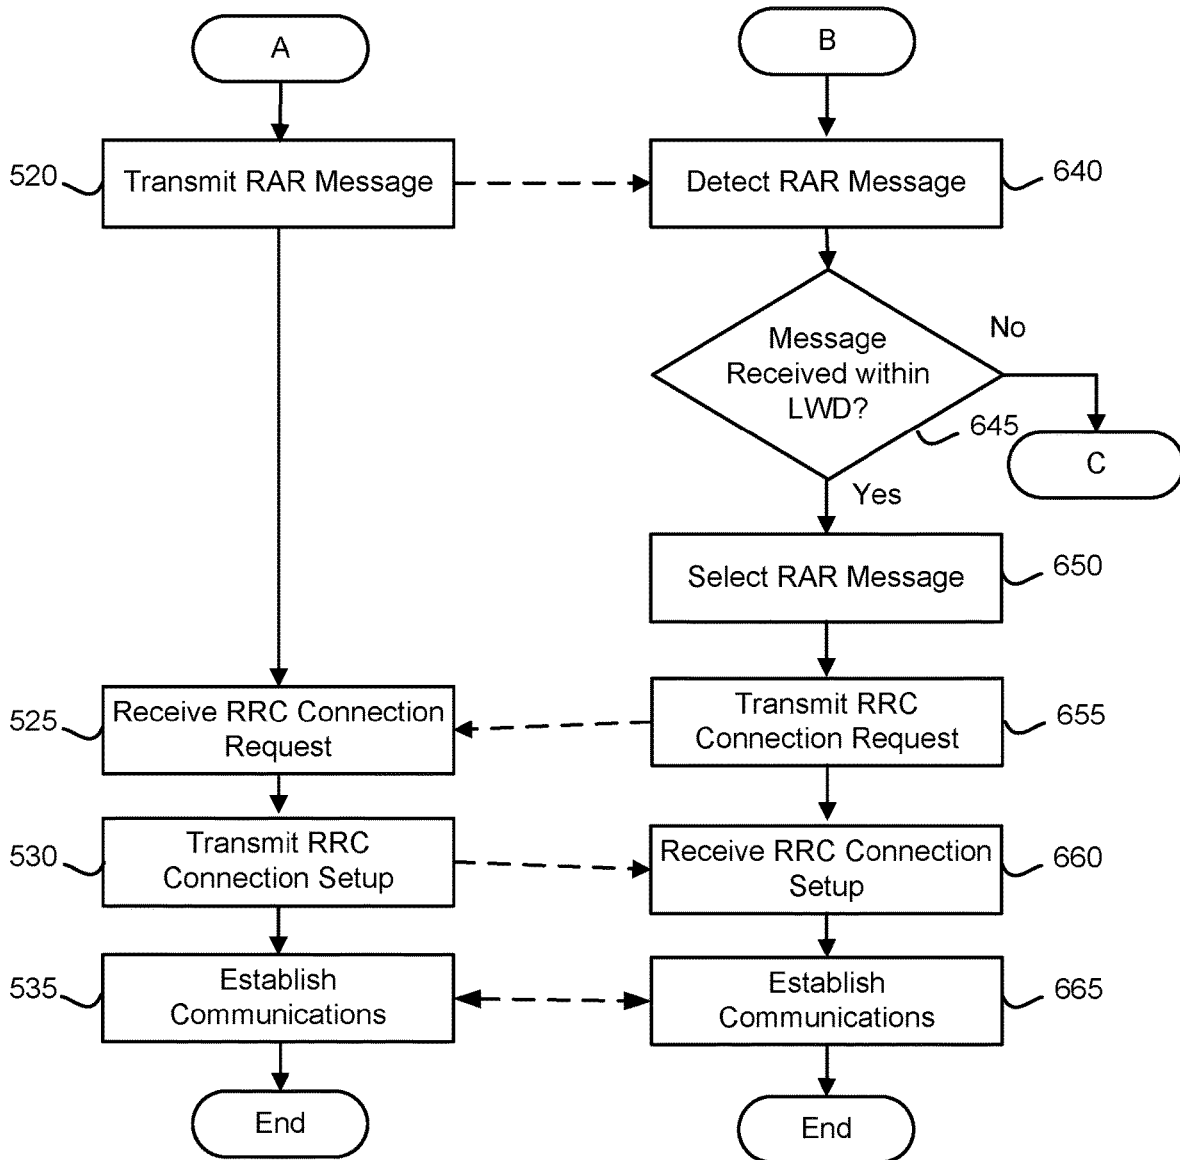 A
B
520
Transmit RAR Message
Detect RAR Message
640
Message
Received within
LWD?
No
645
C
Yes
Select RAR Message
650
525
Receive RRC Connection
Request
Transmit RRC
Connection Request
655
530
Transmit RRC
Connection Setup
Receive RRC Connection
Setup
660
535
Establish
Communications
Establish
Communications
665
End
End